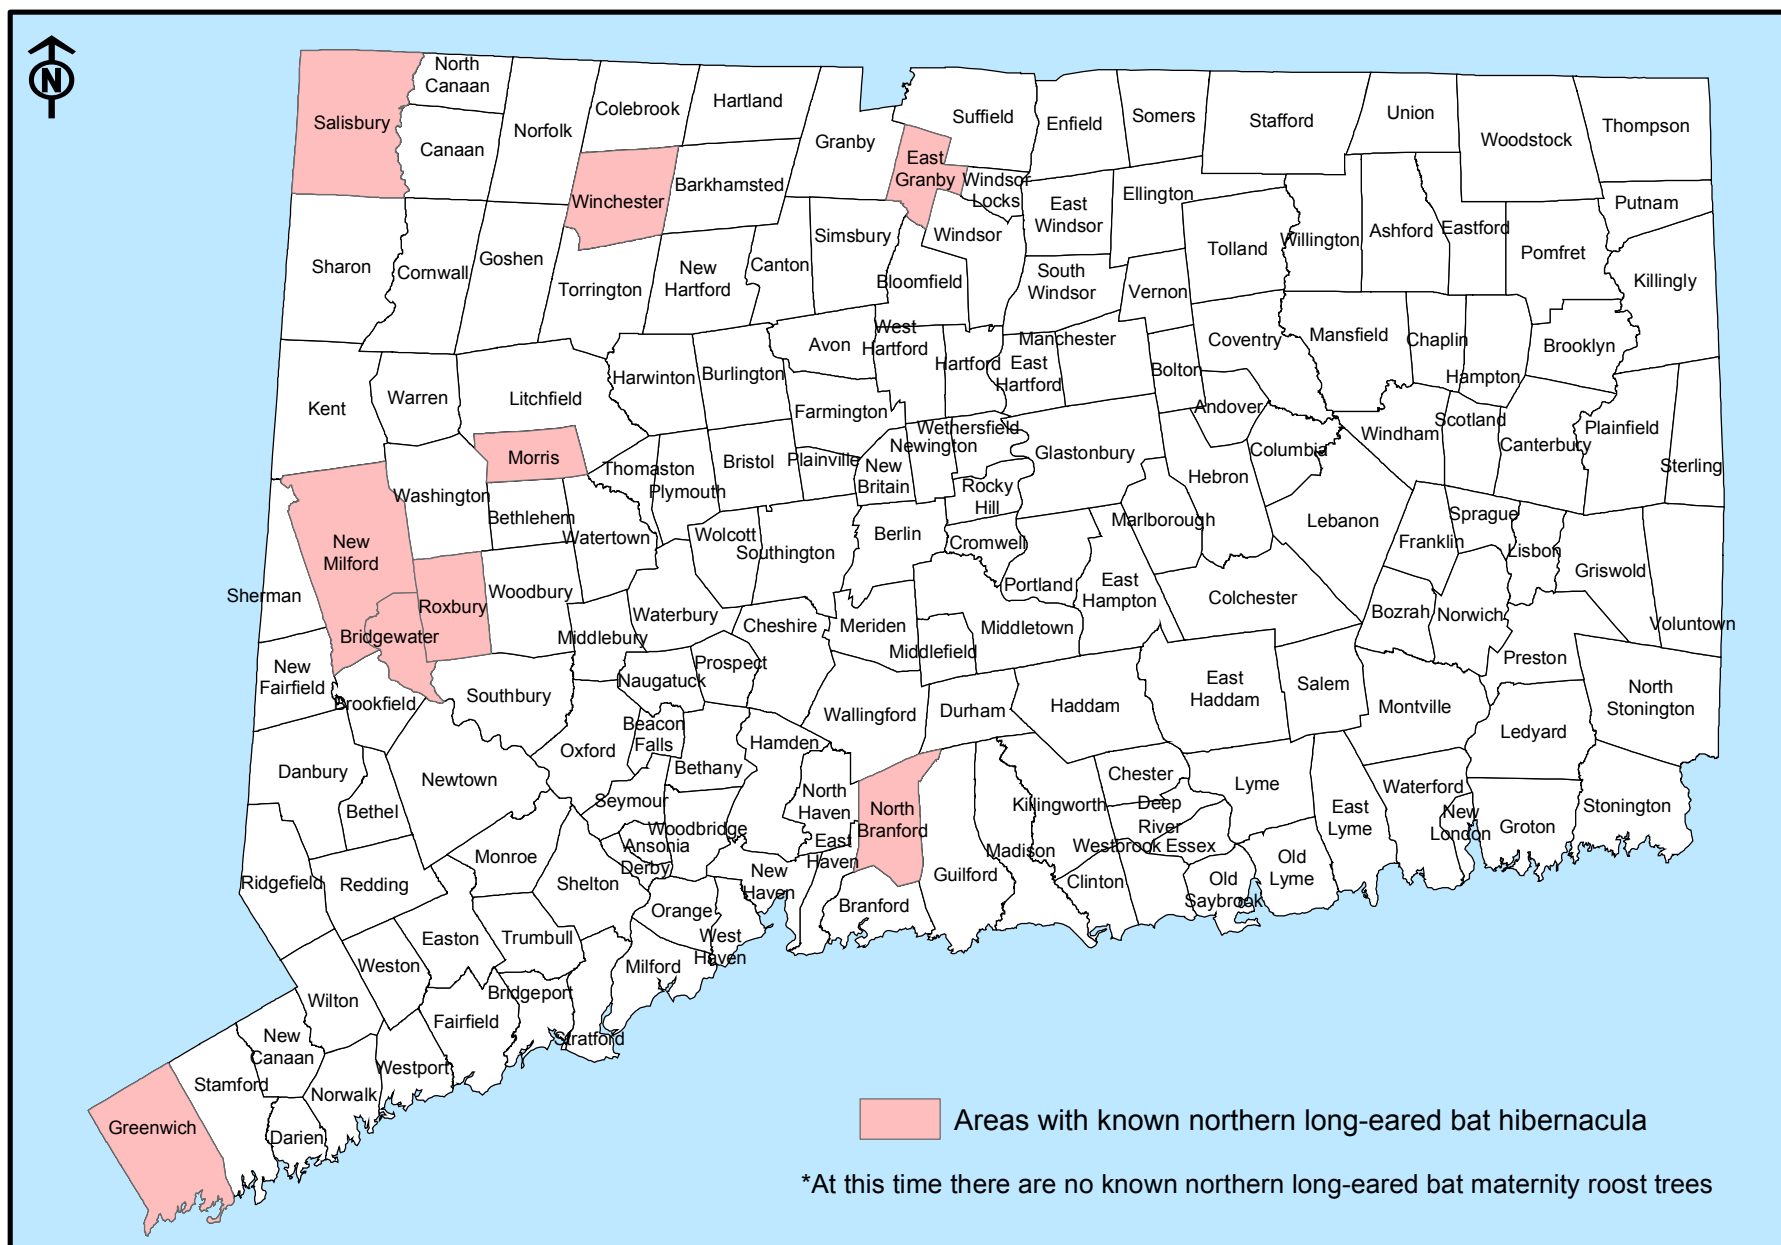 N
North
Canaan
Salisbury
Canaan
Norfolk
Colebrook
Hartland
Granby
Suffield
Enfield
Somers
Stafford
Union
Woodstock
Thompson
East
Granby
Windsor
Locks
Winchester
Barkhamsted
East
Windsor
Ellington
Putnam
Sharon
Cornwall
Goshen
Torrington
New
Hartford
Canton
Simsbury
Bloomfield
Windsor
South
Windsor
Vernon
Tolland
Willington
Ashford
Eastford
Pomfret
Killingly
Kent
Warren
Litchfield
Harwinton
Burlington
Avon
West
Hartford
Hartford
East
Hartford
Manchester
Bolton
Coventry
Mansfield
Chaplin
Hampton
Brooklyn
Farmington
Andover
Morris
Thomaston
Plymouth
Bristol
Plainville
New
Britain
Newington
Wethersfield
Rocky
Hill
Glastonbury
Hebron
Columbia
Windham
Scotland
Canterbury
Plainfield
Sterling
Washington
Bethlehem
Watertown
Wolcott
Southington
Berlin
Cromwell
Marlborough
Lebanon
Franklin
Sprague
Lisbon
Griswold
Voluntown
New
Milford
Sherman
Bridgewater
Roxbury
Woodbury
Middlebury
Waterbury
Cheshire
Meriden
Middlefield
Middletown
Portland
East
Hampton
Colchester
Bozrah
Norwich
Preston
New
Fairfield
Brookfield
Southbury
Naugatuck
Prospect
Wallingford
Durham
Haddam
East
Haddam
Salem
Montville
Ledyard
North
Stonington
Danbury
Bethel
Newtown
Oxford
Beacon
Falls
Bethany
Hamden
North
Haven
North
Branford
Killingworth
Chester
Deep
River
Essex
Lyme
East
Lyme
Waterford
New
London
Groton
Stonington
Seymour
Woodbridge
Ansonia
Derby
East
Haven
New
Haven
Ridgefield
Redding
Monroe
Shelton
Orange
West
Haven
Branford
Guilford
Madison
Clinton
Westbrook
Old
Saybrook
Old
Lyme
Easton
Trumbull
Milford
Weston
Wilton
Bridgeport
Fairfield
Stratford
New
Canaan
Westport
Norwalk
Stamford
Darien
Greenwich
Areas with known northern long-eared bat hibernacula
*At this time there are no known northern long-eared bat maternity roost trees